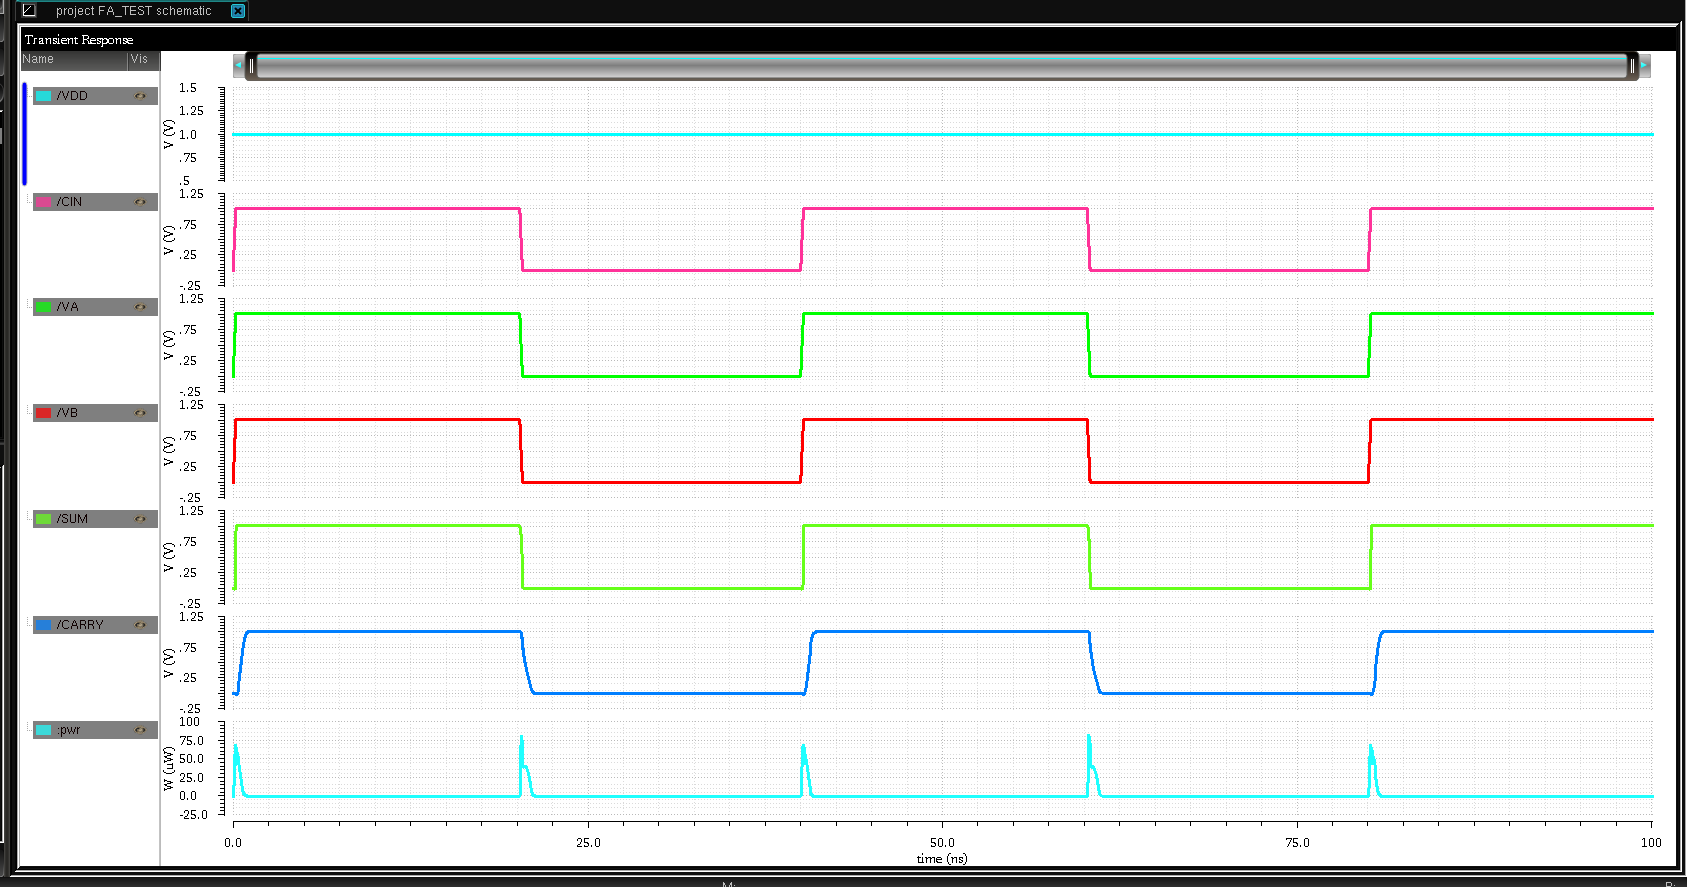 project FA_TEST schematic
Transient Response
Name Vis
/VDD
V (V)
1.5
1.25
1.0
.75
.5
/CIN
V (V)
1.25
.75
.25
-.25
/VA
V (V)
1.25
.75
.25
-.25
/VB
V (V)
1.25
.75
.25
-.25
/SUM
V (V)
1.25
.75
.25
-.25
/CARRY
V (V)
1.25
.75
.25
-.25
:pwr
W (uW)
100
75.0
50.0
25.0
0.0
-25.0
0.0 25.0 50.0 75.0 100
time (ns)